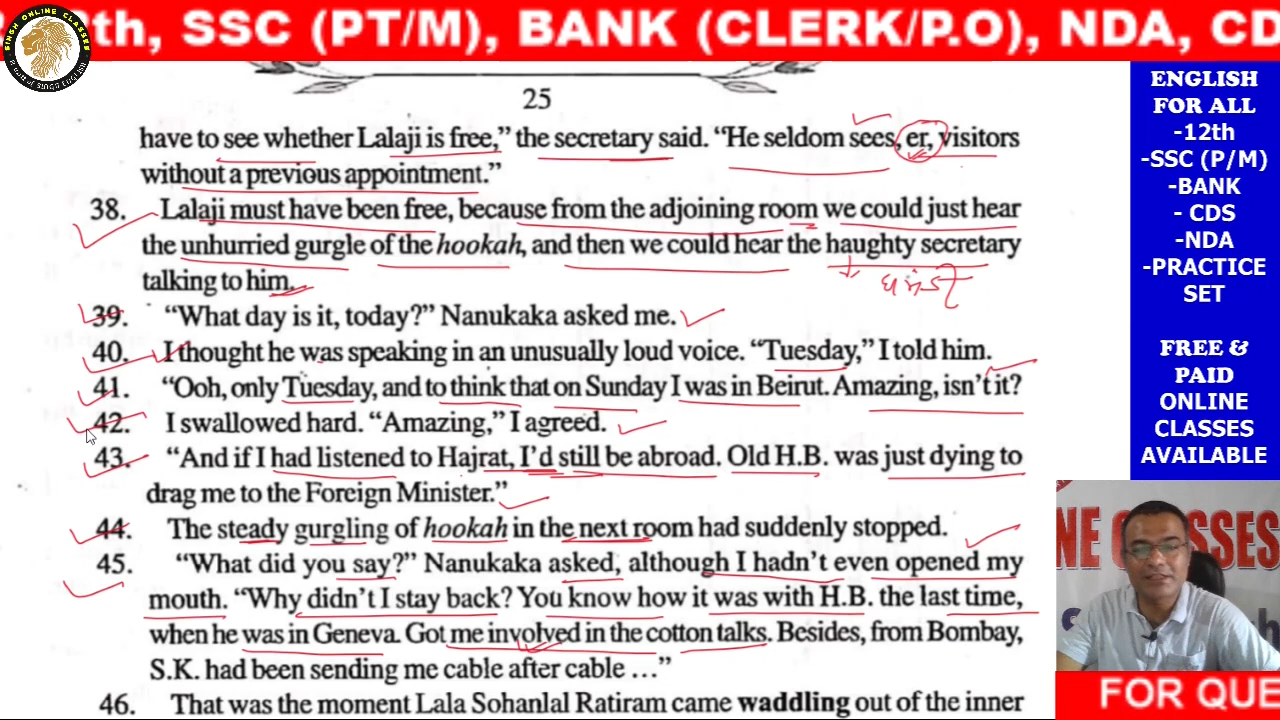 th, SSC (PT/M), BANK (CLERK/P.O), NDA, CD
SINGH ONLINE CLASSES
25
have to see whether Lalaji is free,” the secretary said. “He seldom sees, er, visitors
without a previous appointment.”
38. Lalaji must have been free, because from the adjoining room we could just hear
the unhurried gurgle of the hookah, and then we could hear the haughty secretary
talking to him.
घमंडी
39. “What day is it, today?” Nanukaka asked me.
40. I thought he was speaking in an unusually loud voice. “Tuesday,” I told him.
41. “Ooh, only Tuesday, and to think that on Sunday I was in Beirut. Amazing, isn’t it?
42. I swallowed hard. “Amazing,” I agreed.
43. “And if I had listened to Hajrat, I’d still be abroad. Old H.B. was just dying to
drag me to the Foreign Minister.”
44. The steady gurgling of hookah in the next room had suddenly stopped.
45. “What did you say?” Nanukaka asked, although I hadn’t even opened my
mouth. “Why didn’t I stay back? You know how it was with H.B. the last time,
when he was in Geneva. Got me involved in the cotton talks. Besides, from Bombay,
S.K. had been sending me cable after cable ...”
46. That was the moment Lala Sohanlal Ratiram came waddling out of the inner
ENGLISH
FOR ALL
-12th
-SSC (P/M)
-BANK
- CDS
-NDA
-PRACTICE
SET
FREE &
PAID
ONLINE
CLASSES
AVAILABLE
NE CLASSES
FOR QUE